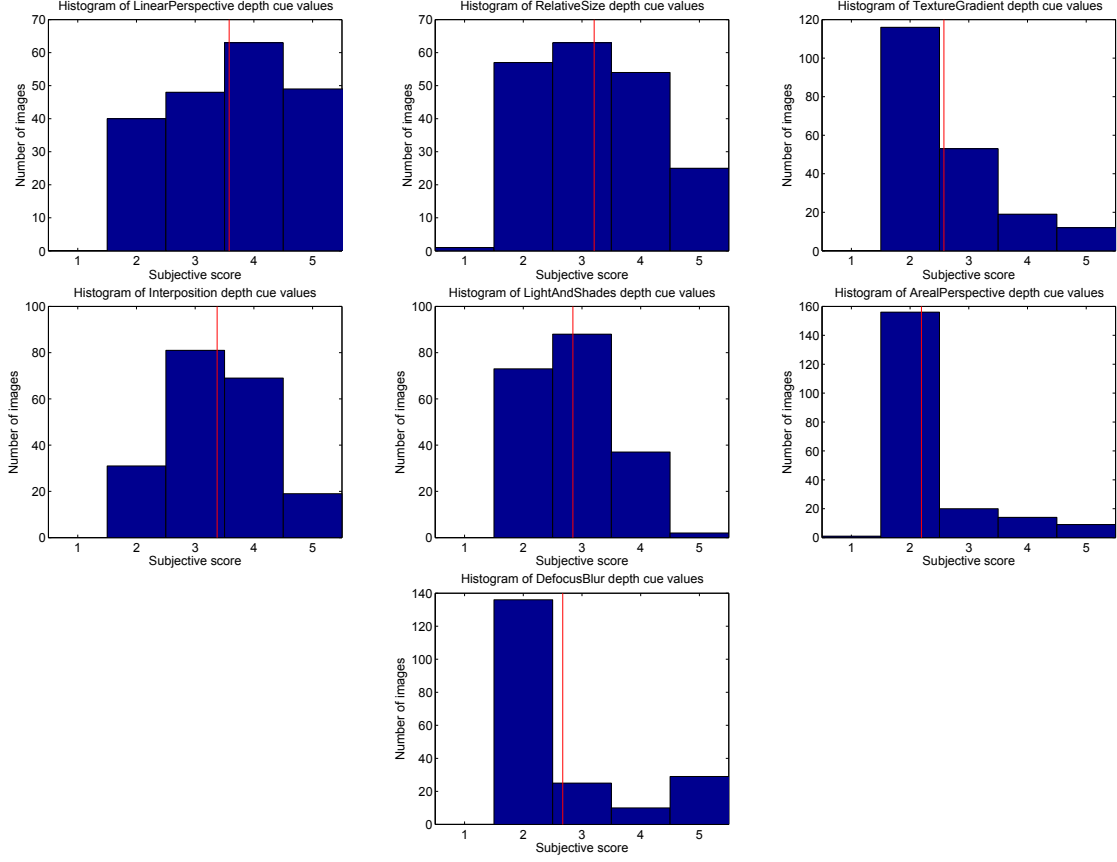 Histogram of LinearPerspective depth cue values
70
60
50
40
30
20
10
0
Number of images
1 2 3 4 5
Subjective score
Histogram of RelativeSize depth cue values
70
60
50
40
30
20
10
0
Number of images
1 2 3 4 5
Subjective score
Histogram of TextureGradient depth cue values
120
100
80
60
40
20
0
Number of images
1 2 3 4 5
Subjective score
Histogram of Interposition depth cue values
100
80
60
40
20
0
Number of images
1 2 3 4 5
Subjective score
Histogram of LightAndShades depth cue values
100
80
60
40
20
0
Number of images
1 2 3 4 5
Subjective score
Histogram of ArealPerspective depth cue values
160
140
120
100
80
60
40
20
0
Number of images
1 2 3 4 5
Subjective score
Histogram of DefocusBlur depth cue values
140
120
100
80
60
40
20
0
Number of images
1 2 3 4 5
Subjective score